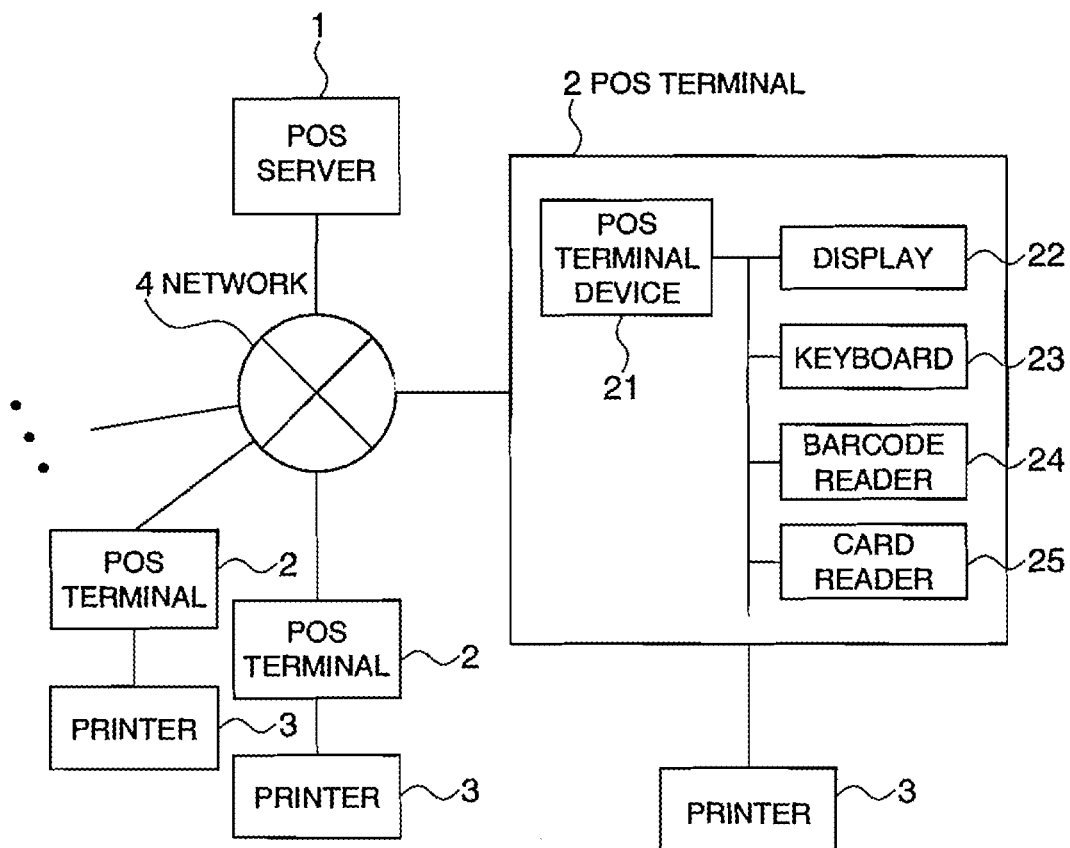 1
POS
SERVER
2 POS TERMINAL
POS
TERMINAL
DEVICE
21
DISPLAY
22
KEYBOARD
23
BARCODE
READER
24
CARD
READER
25
4 NETWORK
POS
TERMINAL
2
PRINTER
3
POS
TERMINAL
2
PRINTER
3
PRINTER
3